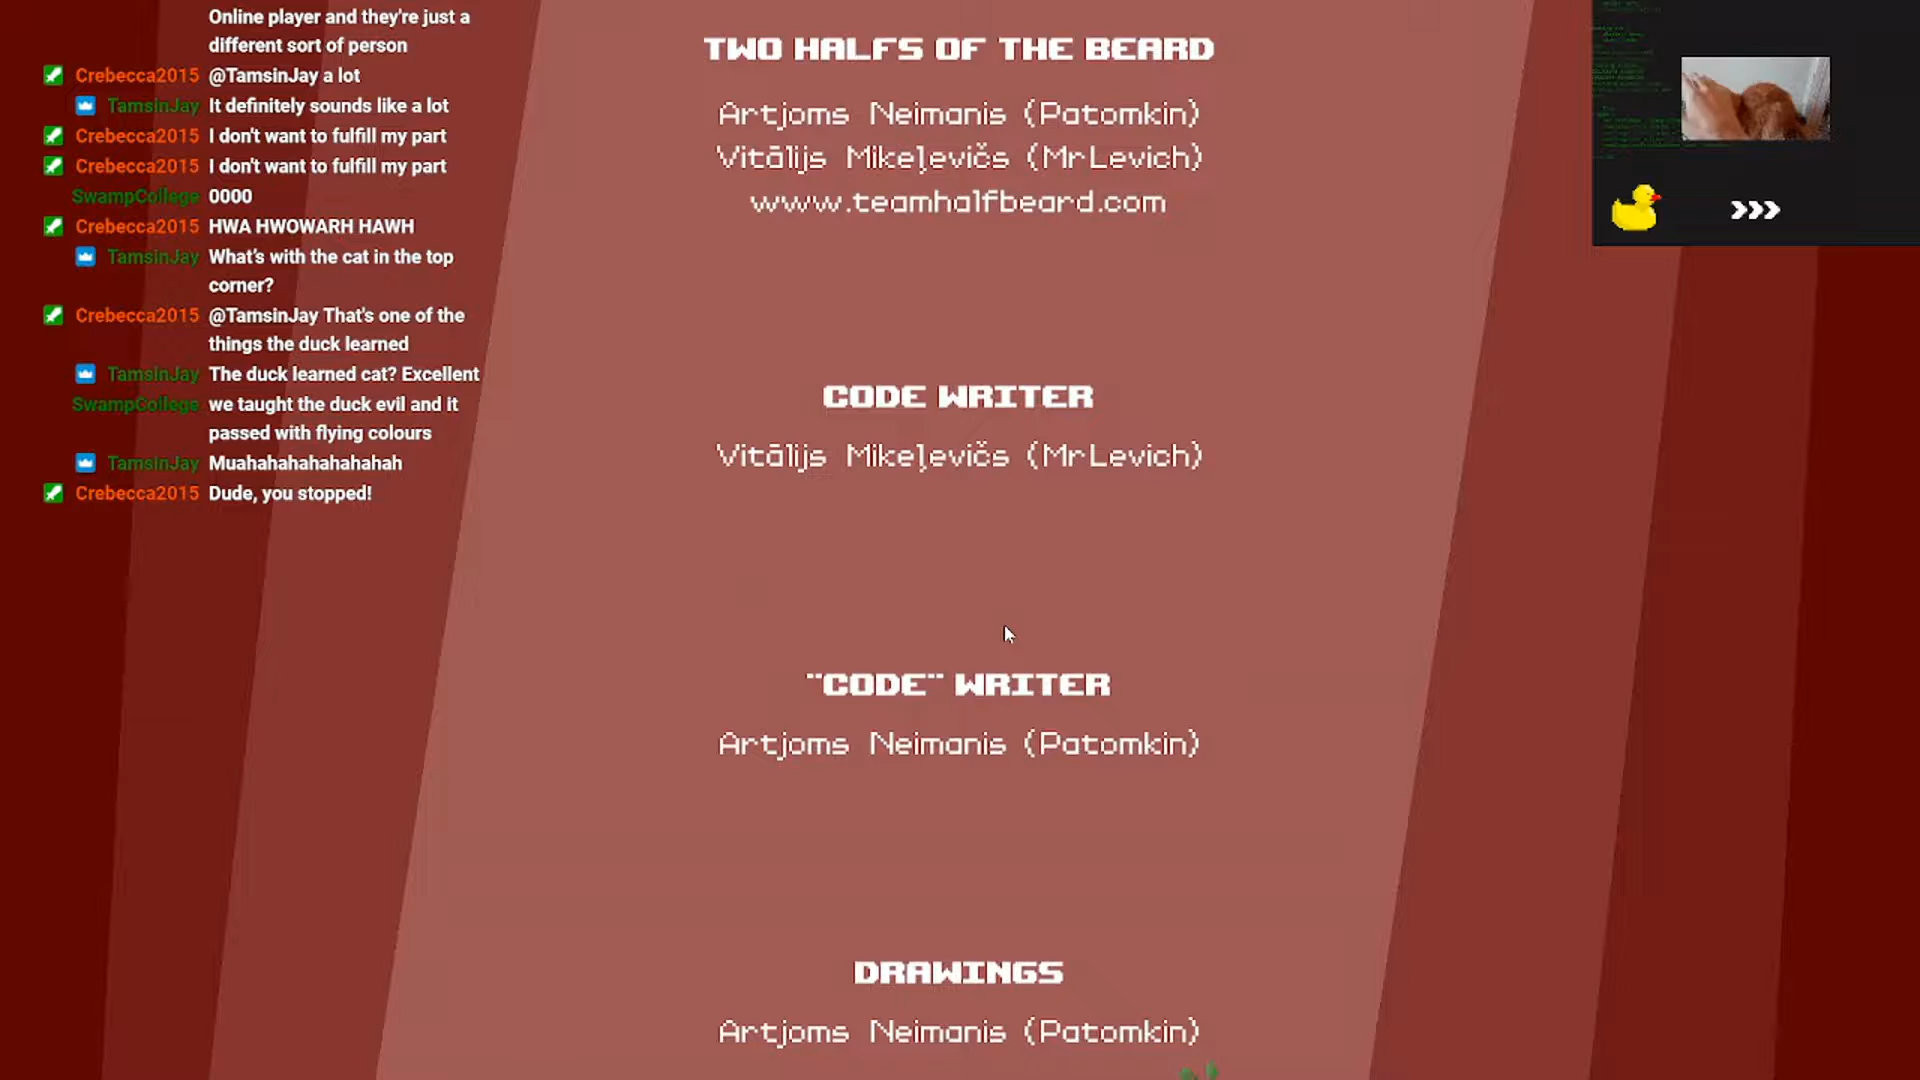 Online player and they're just a
different sort of person
Crebecca2015 @TamsinJay a lot
TamsinJay It definitely sounds like a lot
Crebecca2015 I don't want to fulfill my part
Crebecca2015 I don't want to fulfill my part
SwampCollege 0000
Crebecca2015 HWA HWOWARH HAWH
TamsinJay What's with the cat in the top
corner?
Crebecca2015 @TamsinJay That's one of the
things the duck learned
TamsinJay The duck learned cat? Excellent
SwampCollege we taught the duck evil and it
passed with flying colours
TamsinJay Muahahahahahahahah
Crebecca2015 Dude, you stopped!
TWO HALFS OF THE BEARD
Artjoms Neimanis (Patomkin)
Vitālijs Mikeļevičs (MrLevich)
www.teamhalfbeard.com
CODE WRITER
Vitālijs Mikeļevičs (MrLevich)
"CODE" WRITER
Artjoms Neimanis (Patomkin)
DRAWINGS
Artjoms Neimanis (Patomkin)
>>>